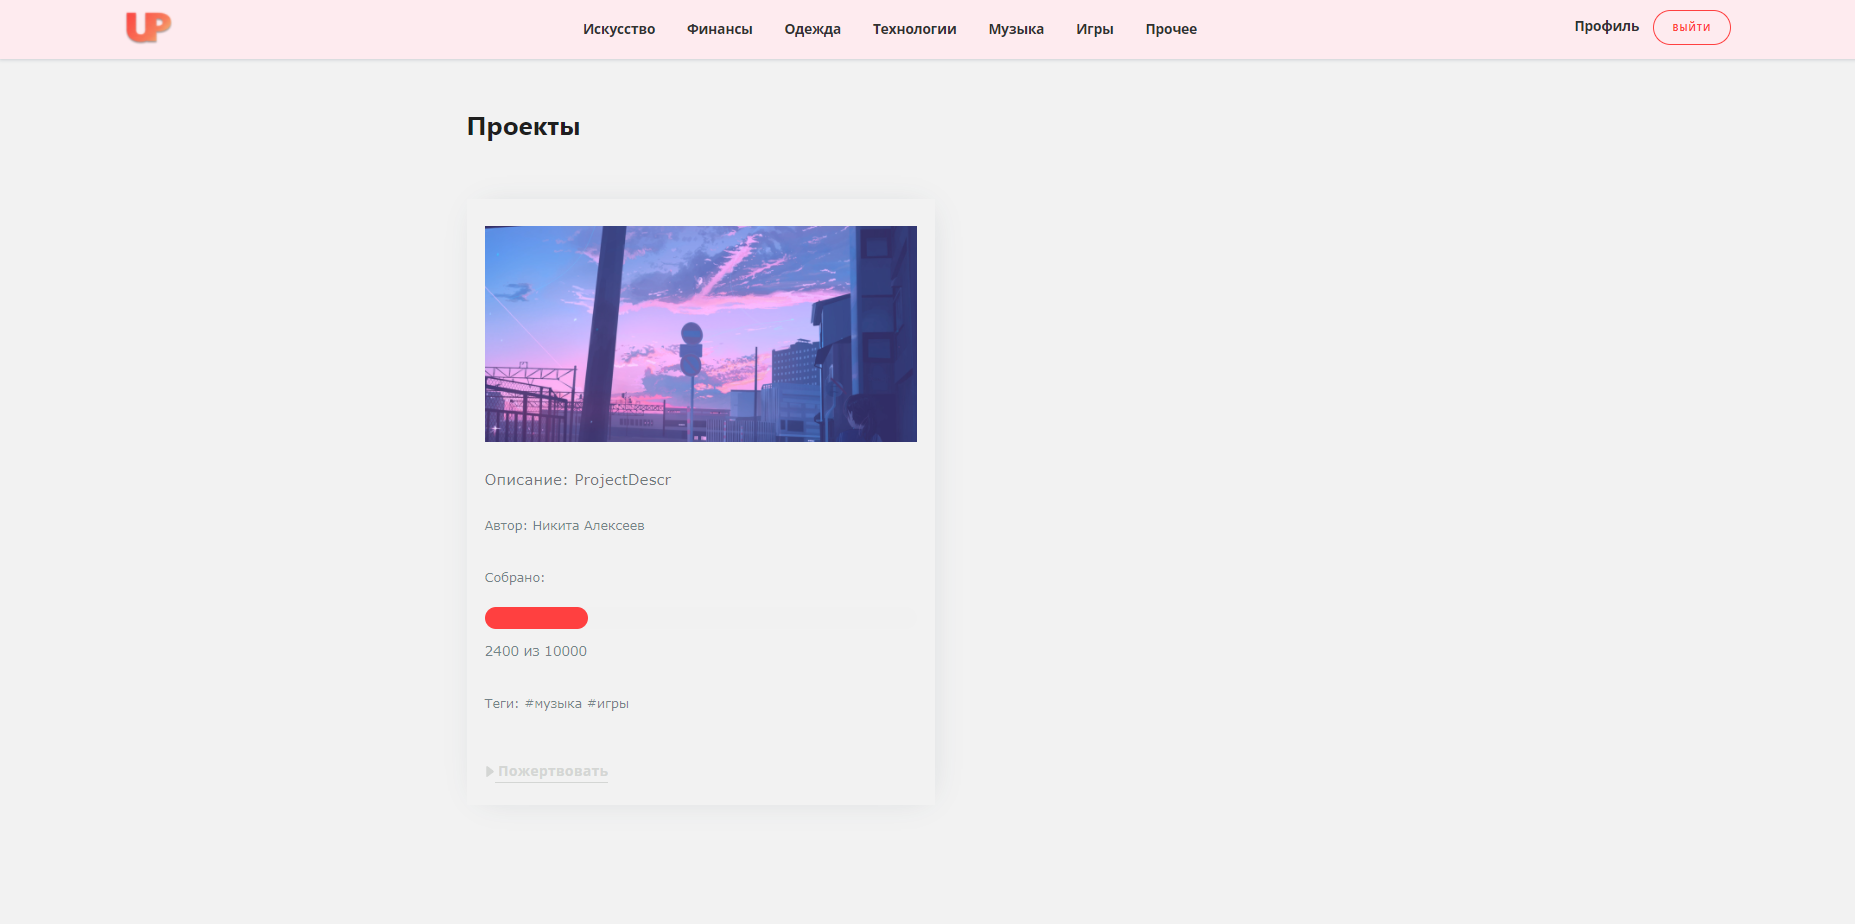 UP
Искусство Финансы Одежда Технологии Музыка Игры Прочее Профиль ВЫЙТИ
Проекты
Описание: ProjectDescr
Автор: Никита Алексеев
Собрано:
2400 из 10000
Теги: #музыка #игры
Пожертвовать